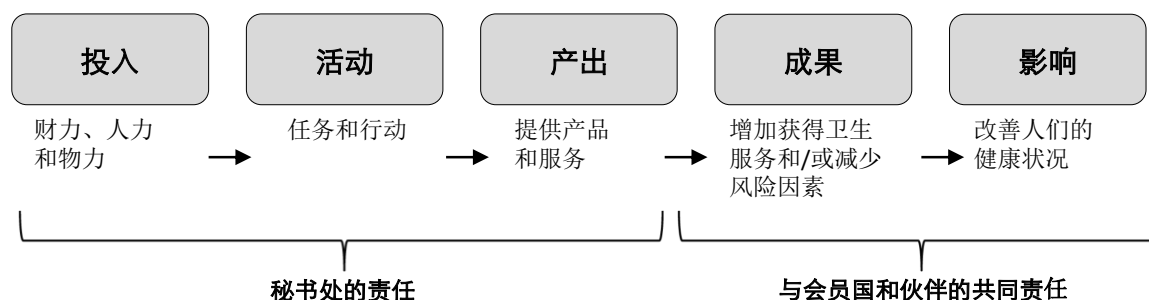 投入
活动
产出
成果
影响
财力、人力
和物力
任务和行动
提供产品
和服务
增加获得卫生
服务和/或减少
风险因素
改善人们的
健康状况
秘书处的责任
与会员国和伙伴的共同责任